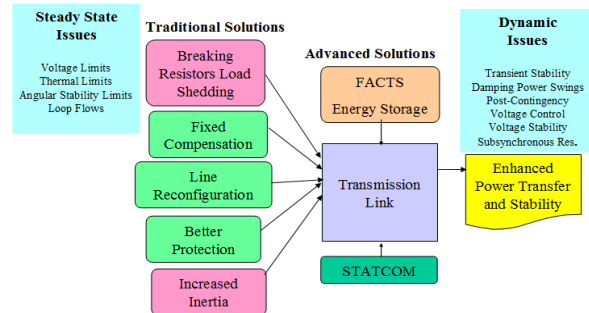 Steady State
Issues
Voltage Limits
Thermal Limits
Angular Stability Limits
Loop Flows
Traditional Solutions
Breaking
Resistors Load
Shedding
Fixed
Compensation
Line
Reconfiguration
Better
Protection
Increased
Inertia
Advanced Solutions
FACTS
Energy Storage
Transmission
Link
STATCOM
Dynamic
Issues
Transient Stability
Damping Power Swings
Post-Contingency
Voltage Control
Voltage Stability
Subsynchronous Res.
Enhanced
Power Transfer
and Stability